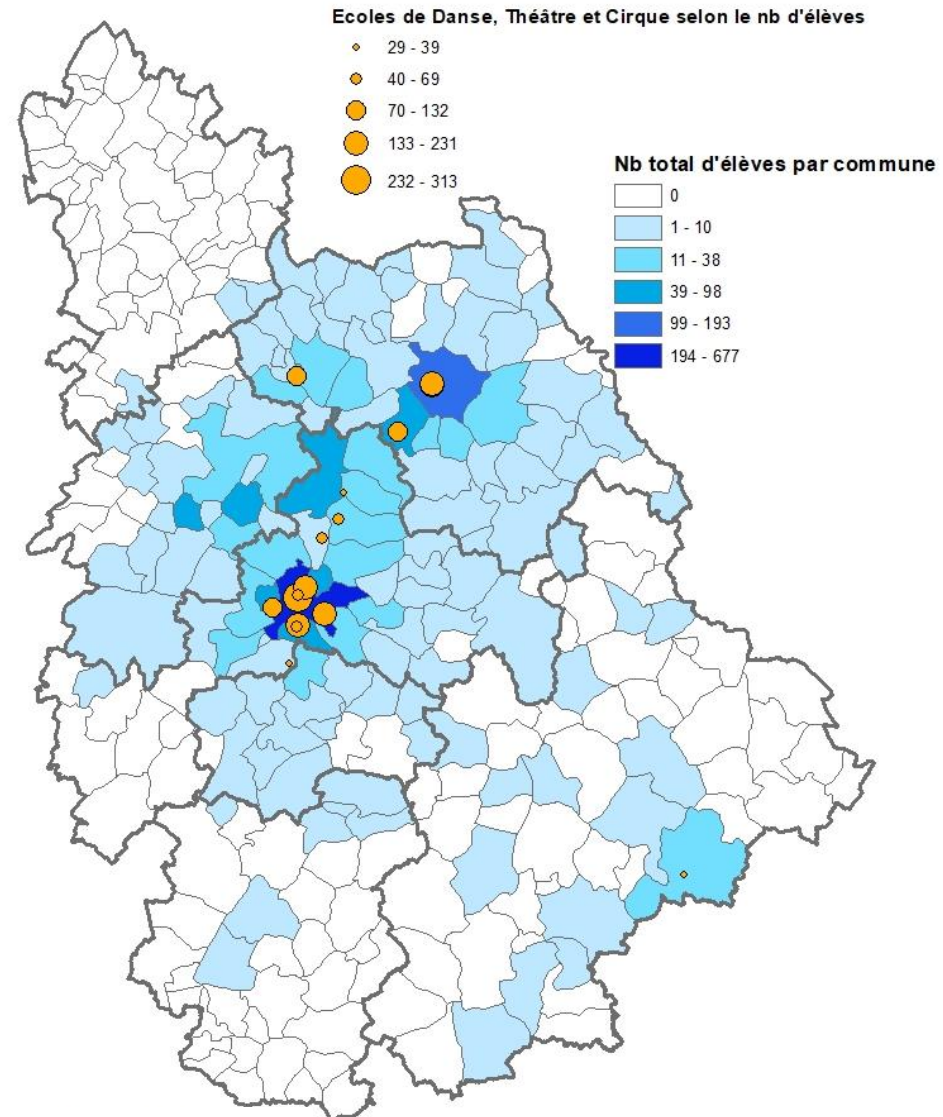 Ecoles de Danse, Théâtre et Cirque selon le nb d'élèves
29 - 39
40 - 69
70 - 132
133 - 231
232 - 313
Nb total d'élèves par commune
0
1 - 10
11 - 38
39 - 98
99 - 193
194 - 677